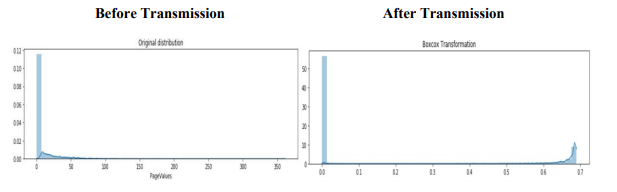 Before Transmission
After Transmission
Original distribution
0.12
0.10
0.08
0.06
0.04
0.02
0.00
0 50 100 150 200 250 300 350
PageValues
Boxcox Transformation
50
40
30
20
10
0
0.0 0.1 0.2 0.3 0.4 0.5 0.6 0.7